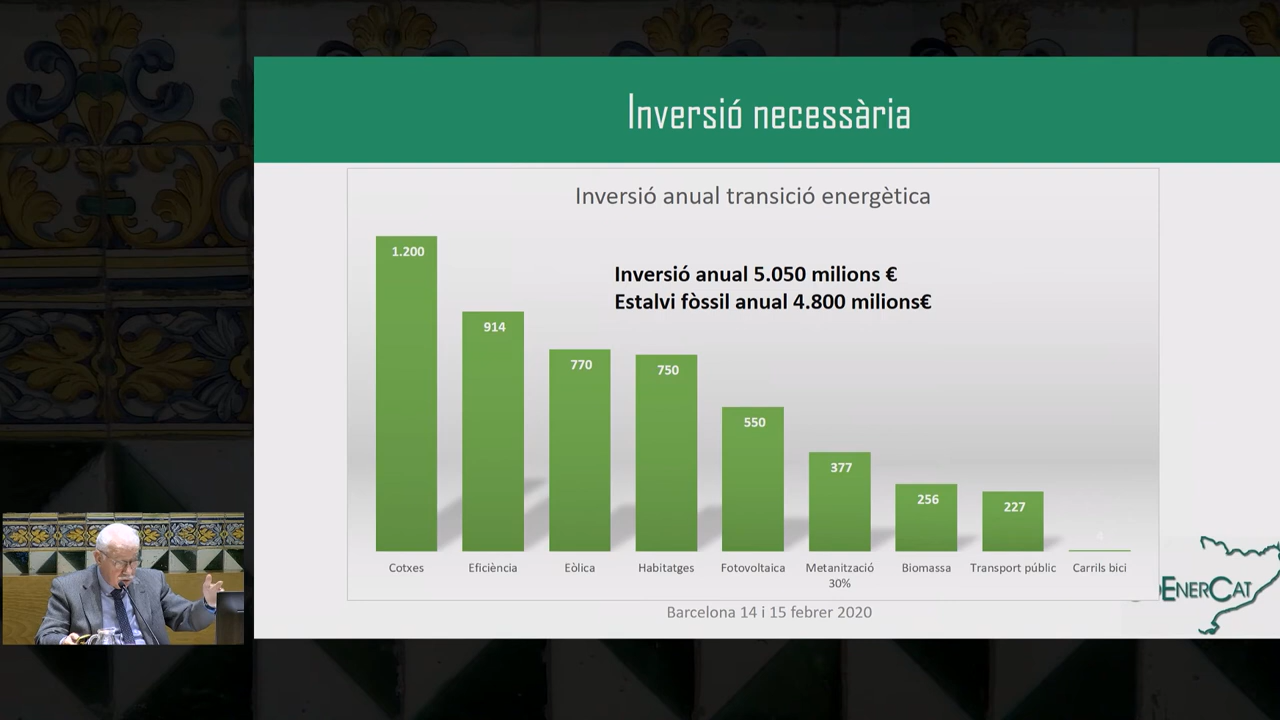 Inversió necessària
Inversió anual transició energètica
Inversió anual 5.050 milions €
Estalvi fòssil anual 4.800 milions€
1.200
914
770
750
550
377
256
227
4
Cotxes
Eficiència
Eòlica
Habitatges
Fotovoltaica
Metanització
30%
Biomassa
Transport públic
Carrils bici
Barcelona 14 i 15 febrer 2020
ENERCAT